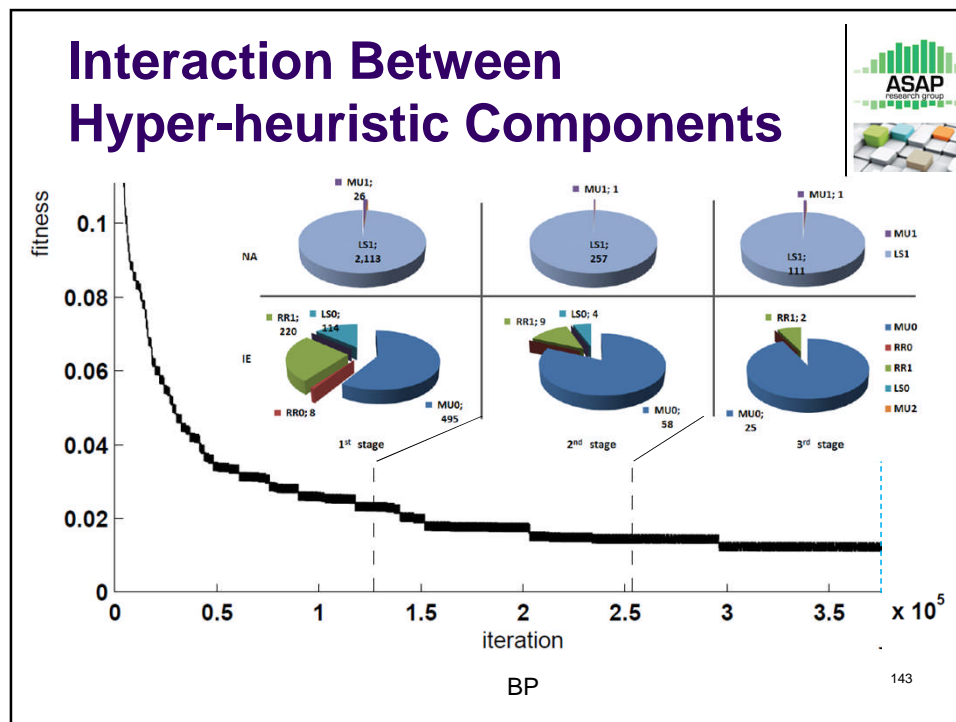 Interaction Between
Hyper-heuristic Components
ASAP
research group
fitness
0.1
0.08
0.06
0.04
0.02
0
NA
MU1;
26
LS1;
2,113
MU1; 1
LS1;
257
MU1; 1
LS1;
111
MU1
LS1
IE
RR1;
220
LS0;
114
RR0; 8
MU0;
495
RR1; 9
LS0; 4
MU0;
58
RR1; 2
MU0;
25
MU0
RR0
RR1
LS0
MU2
1st stage
2nd stage
3rd stage
0 0.5 1 1.5 2 2.5 3 3.5 x 10^5
iteration
BP
143